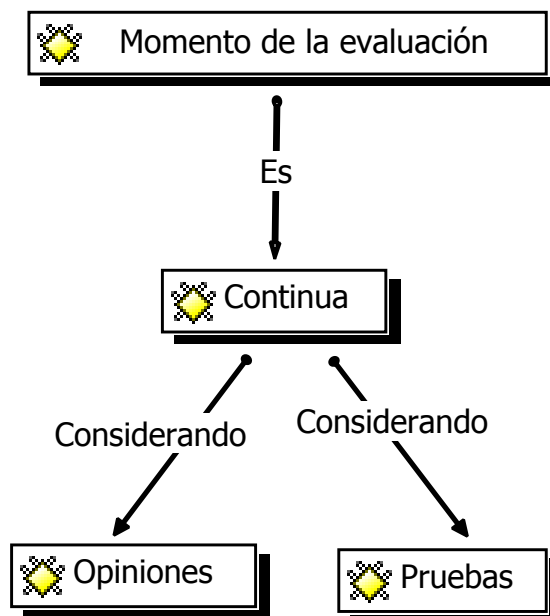 Momento de la evaluación
Es
Continua
Considerando
Considerando
Opiniones
Pruebas